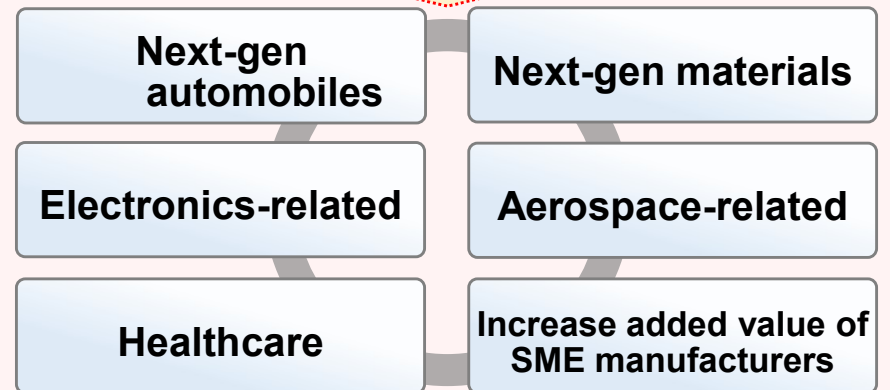 Next-gen
automobiles
Next-gen materials
Electronics-related
Aerospace-related
Healthcare
Increase added value of
SME manufacturers